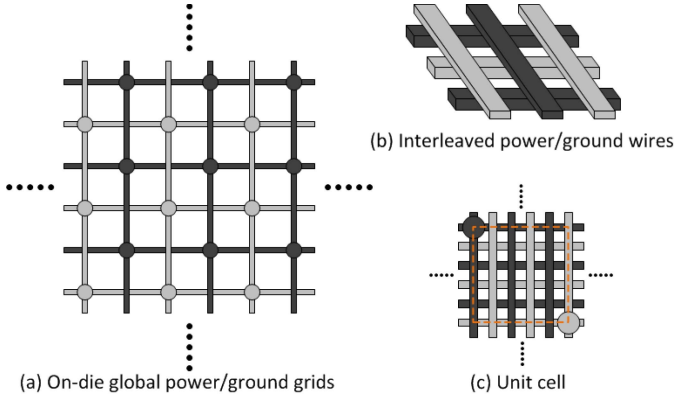 (b) Interleaved power/ground wires
(a) On-die global power/ground grids
(c) Unit cell